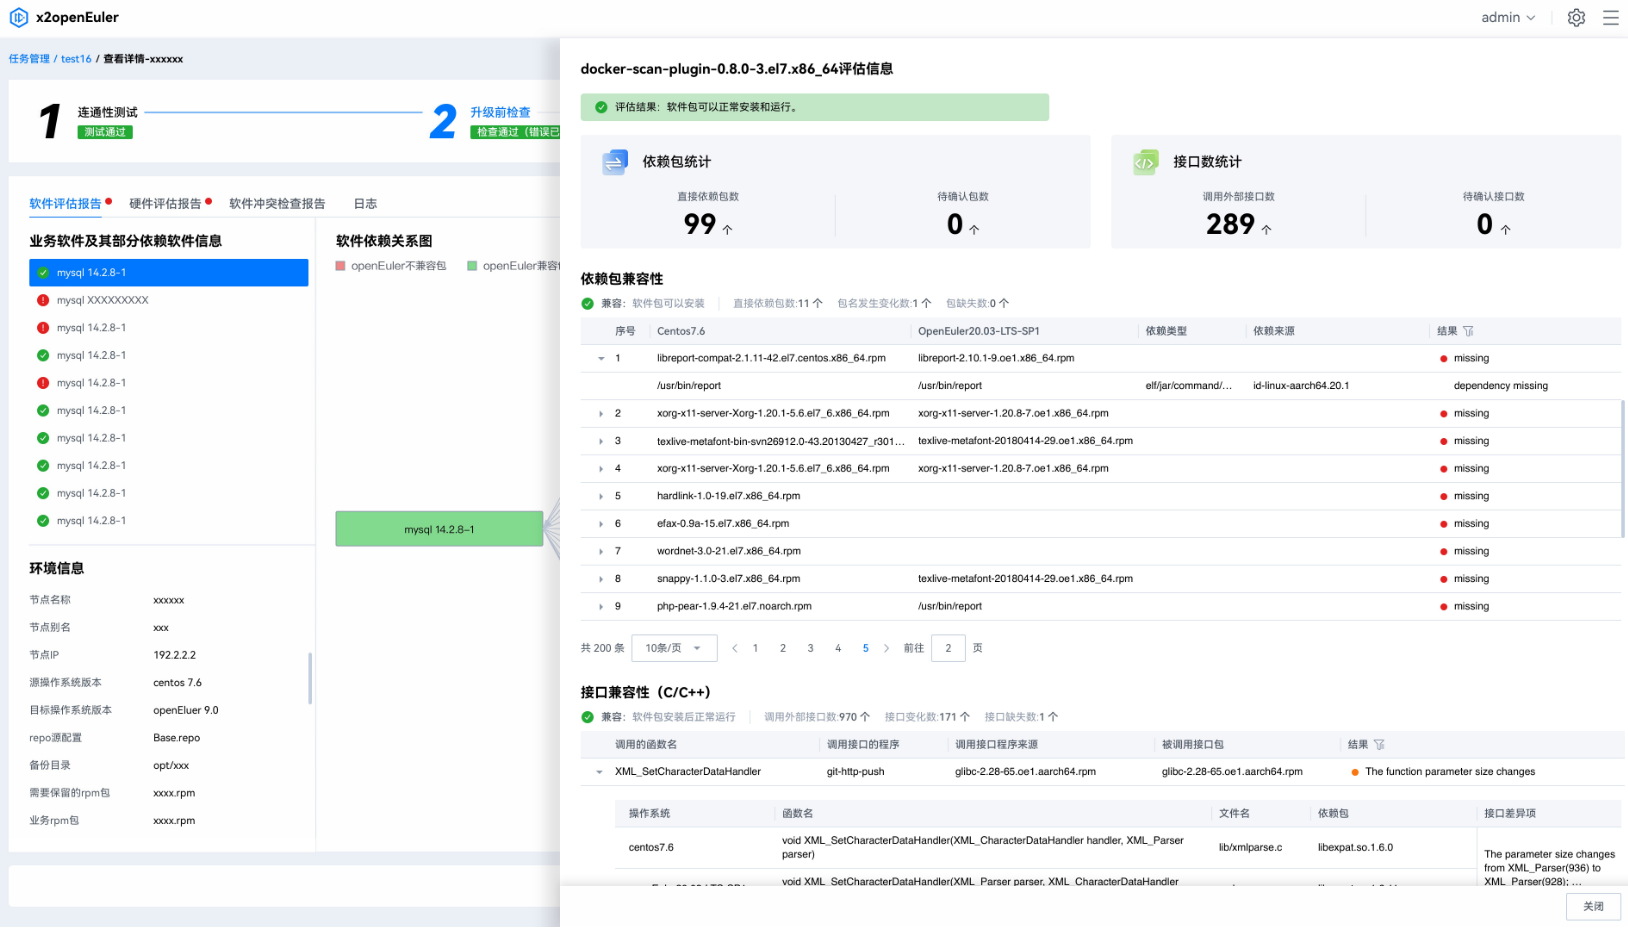 x2openEuler
admin
任务管理 / test16 / 查看详情-xxxxxx
1 连通性测试
测试通过
2 升级前检查
检查通过（错误已
软件评估报告 硬件评估报告 软件冲突检查报告 日志
业务软件及其部分依赖软件信息
mysql 14.2.8-1
mysql XXXXXXXXX
mysql 14.2.8-1
mysql 14.2.8-1
mysql 14.2.8-1
mysql 14.2.8-1
mysql 14.2.8-1
mysql 14.2.8-1
mysql 14.2.8-1
mysql 14.2.8-1
环境信息
节点名称 xxxxxx
节点别名 xxx
节点IP 192.2.2.2
源操作系统版本 centos 7.6
目标操作系统版本 openEluer 9.0
repo源配置 Base.repo
备份目录 opt/xxx
需要保留的rpm包 xxxx.rpm
业务rpm包 xxxx.rpm
软件依赖关系图
openEuler不兼容包 openEuler兼容
mysql 14.2.8-1
docker-scan-plugin-0.8.0-3.el7.x86_64评估信息
评估结果：软件包可以正常安装和运行。
依赖包统计
直接依赖包数 待确认包数
99 个 0 个
接口数统计
调用外部接口数 待确认接口数
289 个 0 个
依赖包兼容性
兼容：软件包可以安装 直接依赖包数:11 个 包名发生变化数:1 个 包缺失数:0 个
序号 Centos7.6 OpenEuler20.03-LTS-SP1 依赖类型 依赖来源 结果
1 libreport-compat-2.1.11-42.el7.centos.x86_64.rpm libreport-2.10.1-9.oe1.x86_64.rpm missing
/usr/bin/report /usr/bin/report elf/jar/command/... id-linux-aarch64.20.1 dependency missing
2 xorg-x11-server-Xorg-1.20.1-5.6.el7_6.x86_64.rpm xorg-x11-server-1.20.8-7.oe1.x86_64.rpm missing
3 texlive-metafont-bin-svn26912.0-43.20130427_r301... texlive-metafont-20180414-29.oe1.x86_64.rpm missing
4 xorg-x11-server-Xorg-1.20.1-5.6.el7_6.x86_64.rpm xorg-x11-server-1.20.8-7.oe1.x86_64.rpm missing
5 hardlink-1.0-19.el7.x86_64.rpm missing
6 efax-0.9a-15.el7.x86_64.rpm missing
7 wordnet-3.0-21.el7.x86_64.rpm missing
8 snappy-1.1.0-3.el7.x86_64.rpm texlive-metafont-20180414-29.oe1.x86_64.rpm missing
9 php-pear-1.9.4-21.el7.noarch.rpm /usr/bin/report missing
共 200 条 10条/页 1 2 3 4 5 前往 2 页
接口兼容性（C/C++）
兼容：软件包安装后正常运行 调用外部接口数:970 个 接口变化数:171 个 接口缺失数:1 个
调用的函数名 调用接口的程序 调用接口程序来源 被调用接口包 结果
XML_SetCharacterDataHandler git-http-push glibc-2.28-65.oe1.aarch64.rpm glibc-2.28-65.oe1.aarch64.rpm The function parameter size changes
操作系统 函数名 文件名 依赖包 接口差异项
centos7.6 void XML_SetCharacterDataHandler(XML_CharacterDataHandler handler, XML_Parser parser) lib/xmlparse.c libexpat.so.1.6.0
The parameter size changes
from XML_Parser(936) to
XML_Parser(928); ...
void XML_SetCharacterDataHandler(XML_Parser parser, XML_CharacterDataHandler
关闭